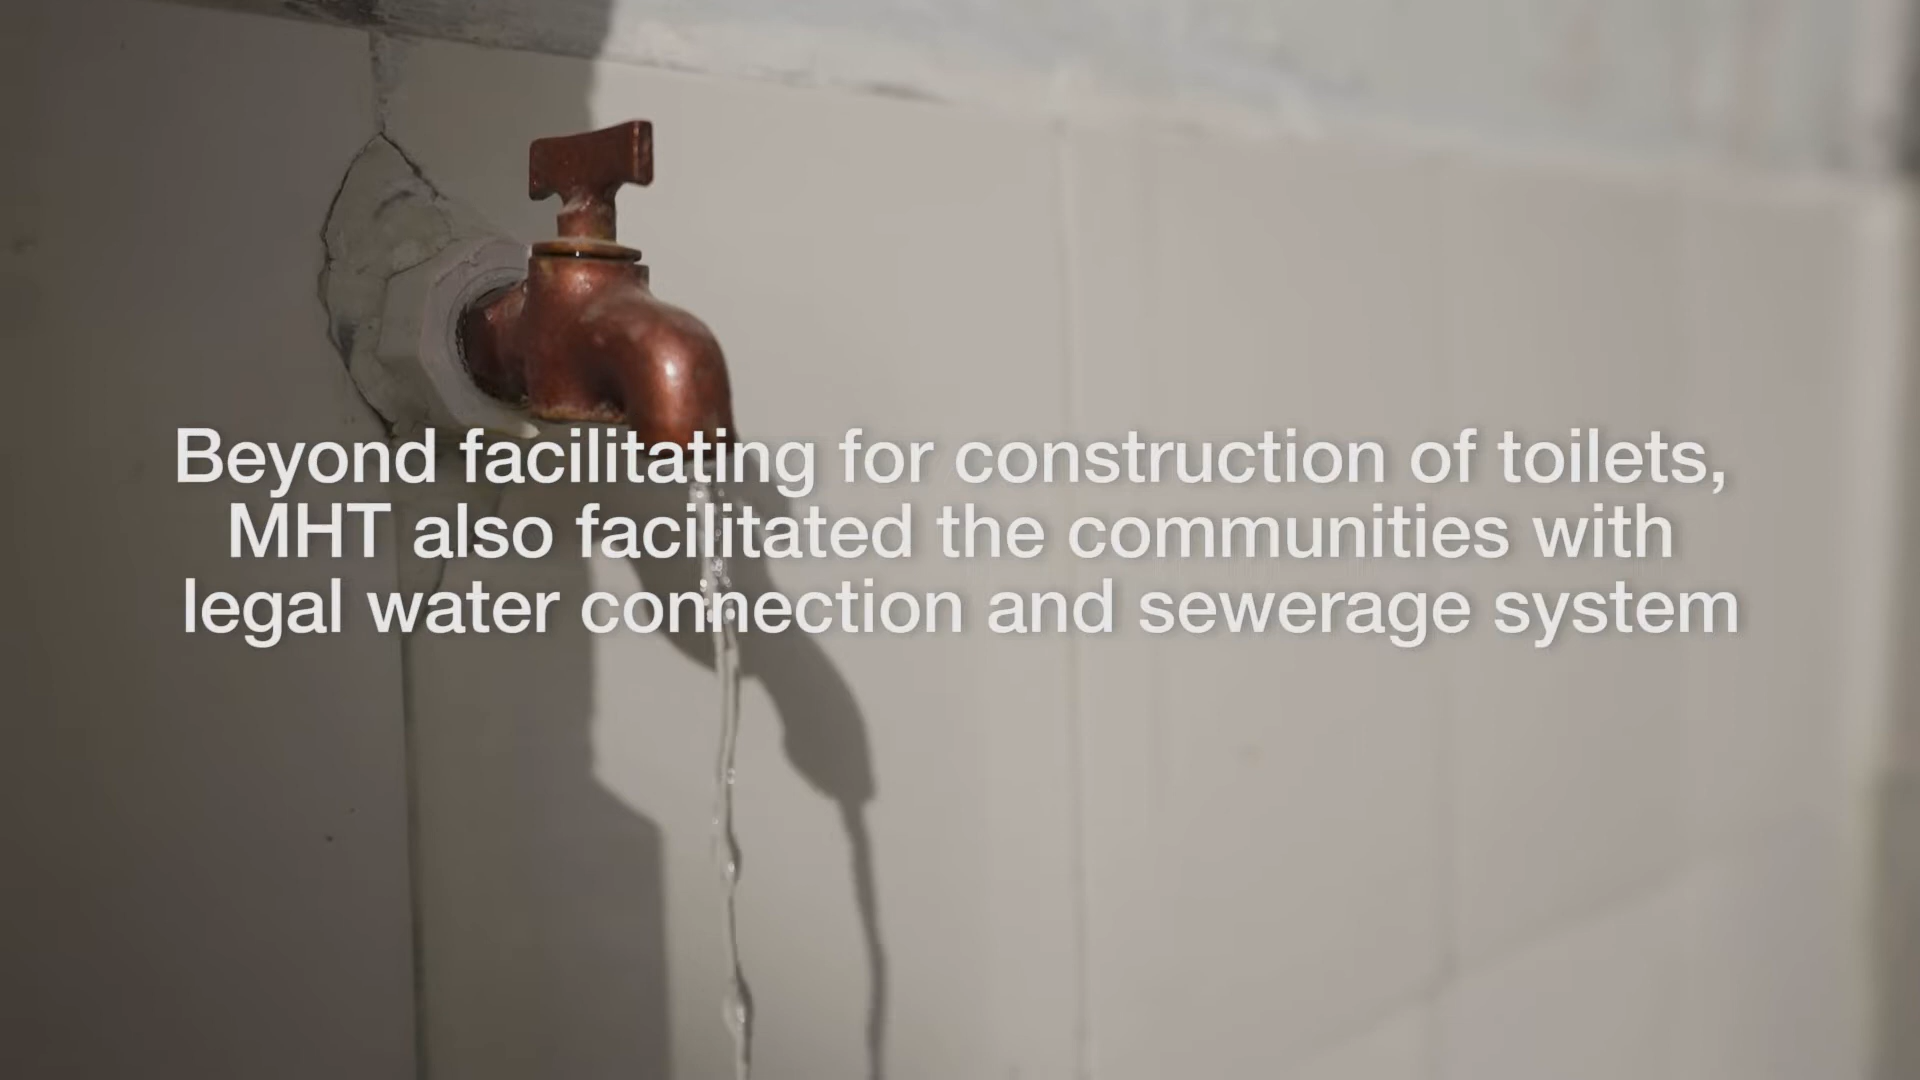 Beyond facilitating for construction of toilets,
MHT also facilitated the communities with
legal water connection and sewerage system